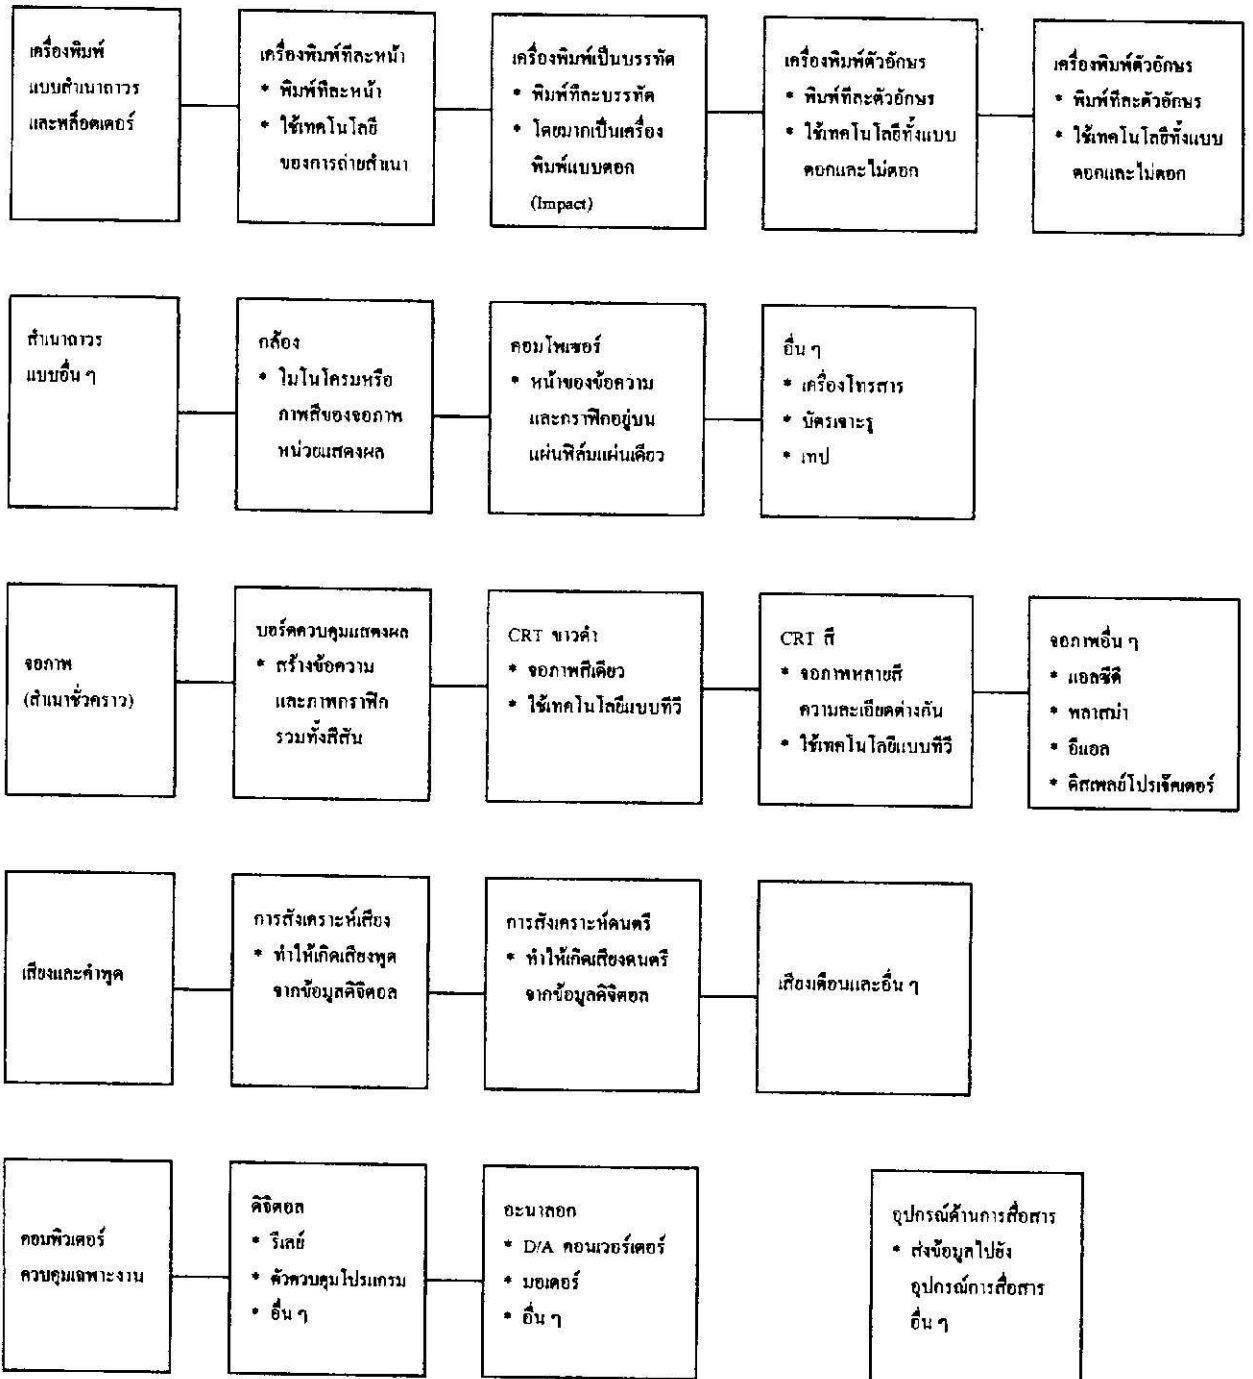 เครื่องพิมพ์
แบบสำเนาถาวร
และพล็อตเตอร์
เครื่องพิมพ์ทีละหน้า
* พิมพ์ทีละหน้า
* ใช้เทคโนโลยี
ของการถ่ายสำเนา
เครื่องพิมพ์เป็นบรรทัด
* พิมพ์ทีละบรรทัด
* โดยมากเป็นเครื่อง
พิมพ์แบบตอก
(Impact)
เครื่องพิมพ์ตัวอักษร
* พิมพ์ทีละตัวอักษร
* ใช้เทคโนโลยีทั้งแบบ
ตอกและไม่ตอก
เครื่องพิมพ์ตัวอักษร
* พิมพ์ทีละตัวอักษร
* ใช้เทคโนโลยีทั้งแบบ
ตอกและไม่ตอก
สำเนาถาวร
แบบอื่น ๆ
กล้อง
* โมโนโครมหรือ
ภาพสีของจอภาพ
หน่วยแสดงผล
คอมโพเซอร์
* หน้าของข้อความ
และกราฟิกอยู่บน
แผ่นฟิล์มแผ่นเดียว
อื่น ๆ
* เครื่องโทรสาร
* บัตรเจาะรู
* เทป
จอภาพ
(สำเนาชั่วคราว)
บอร์ดควบคุมแสดงผล
* สร้างข้อความ
และภาพกราฟิก
รวมทั้งสีสัน
CRT ขาวดำ
* จอภาพสีเดียว
* ใช้เทคโนโลยีแบบทีวี
CRT สี
* จอภาพหลายสี
ความละเอียดต่างกัน
* ใช้เทคโนโลยีแบบทีวี
จอภาพอื่น ๆ
* แอลซีดี
* พลาสม่า
* อีแอล
* ดิสเพลย์โปรเจ็คเตอร์
เสียงและคำพูด
การสังเคราะห์เสียง
* ทำให้เกิดเสียงพูด
จากข้อมูลดิจิตอล
การสังเคราะห์ดนตรี
* ทำให้เกิดเสียงดนตรี
จากข้อมูลดิจิตอล
เสียงเตือนและอื่น ๆ
คอมพิวเตอร์
ควบคุมเฉพาะงาน
ดิจิตอล
* รีเลย์
* ตัวควบคุมโปรแกรม
* อื่น ๆ
อะนาลอก
* D/A คอนเวอร์เตอร์
* มอเตอร์
* อื่น ๆ
อุปกรณ์ด้านการสื่อสาร
* ส่งข้อมูลไปยัง
อุปกรณ์การสื่อสาร
อื่น ๆ